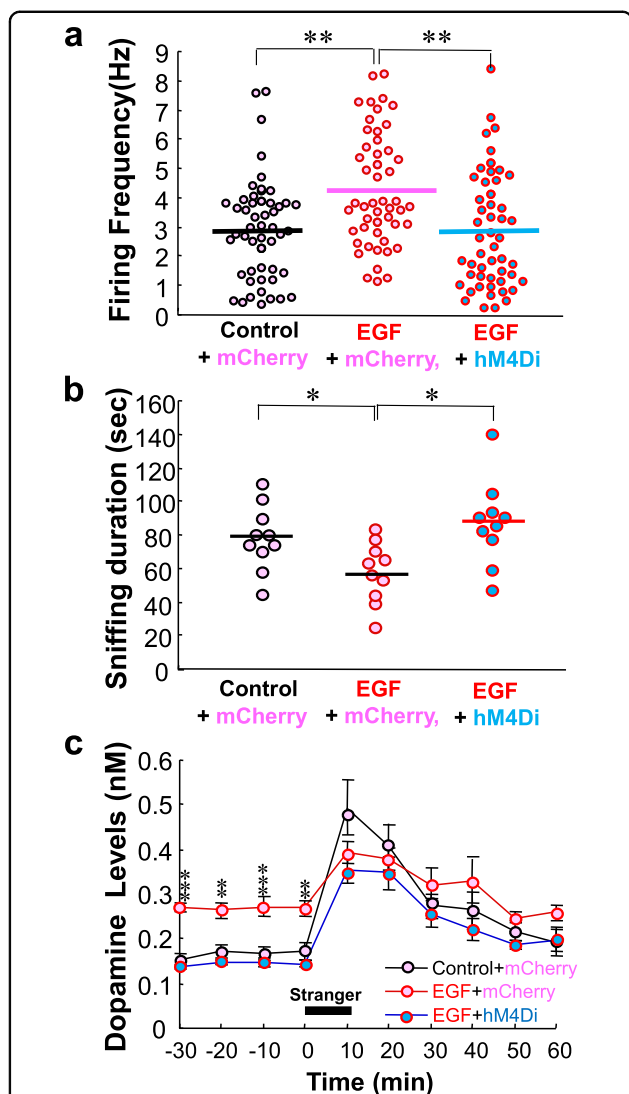 a
** **
Firing Frequency(Hz)
9
8
7
6
5
4
3
2
1
0
Control EGF EGF
+ mCherry + mCherry, + hM4Di
b
* *
Sniffing duration (sec)
160
140
120
100
80
60
40
20
0
Control EGF EGF
+ mCherry + mCherry, + hM4Di
c
Dopamine Levels (nM)
0.6
0.5
0.4
0.3
0.2
0.1
0
*** ** *** **
Stranger
Control+mCherry
EGF+mCherry
EGF+hM4Di
-30 -20 -10 0 10 20 30 40 50 60
Time (min)